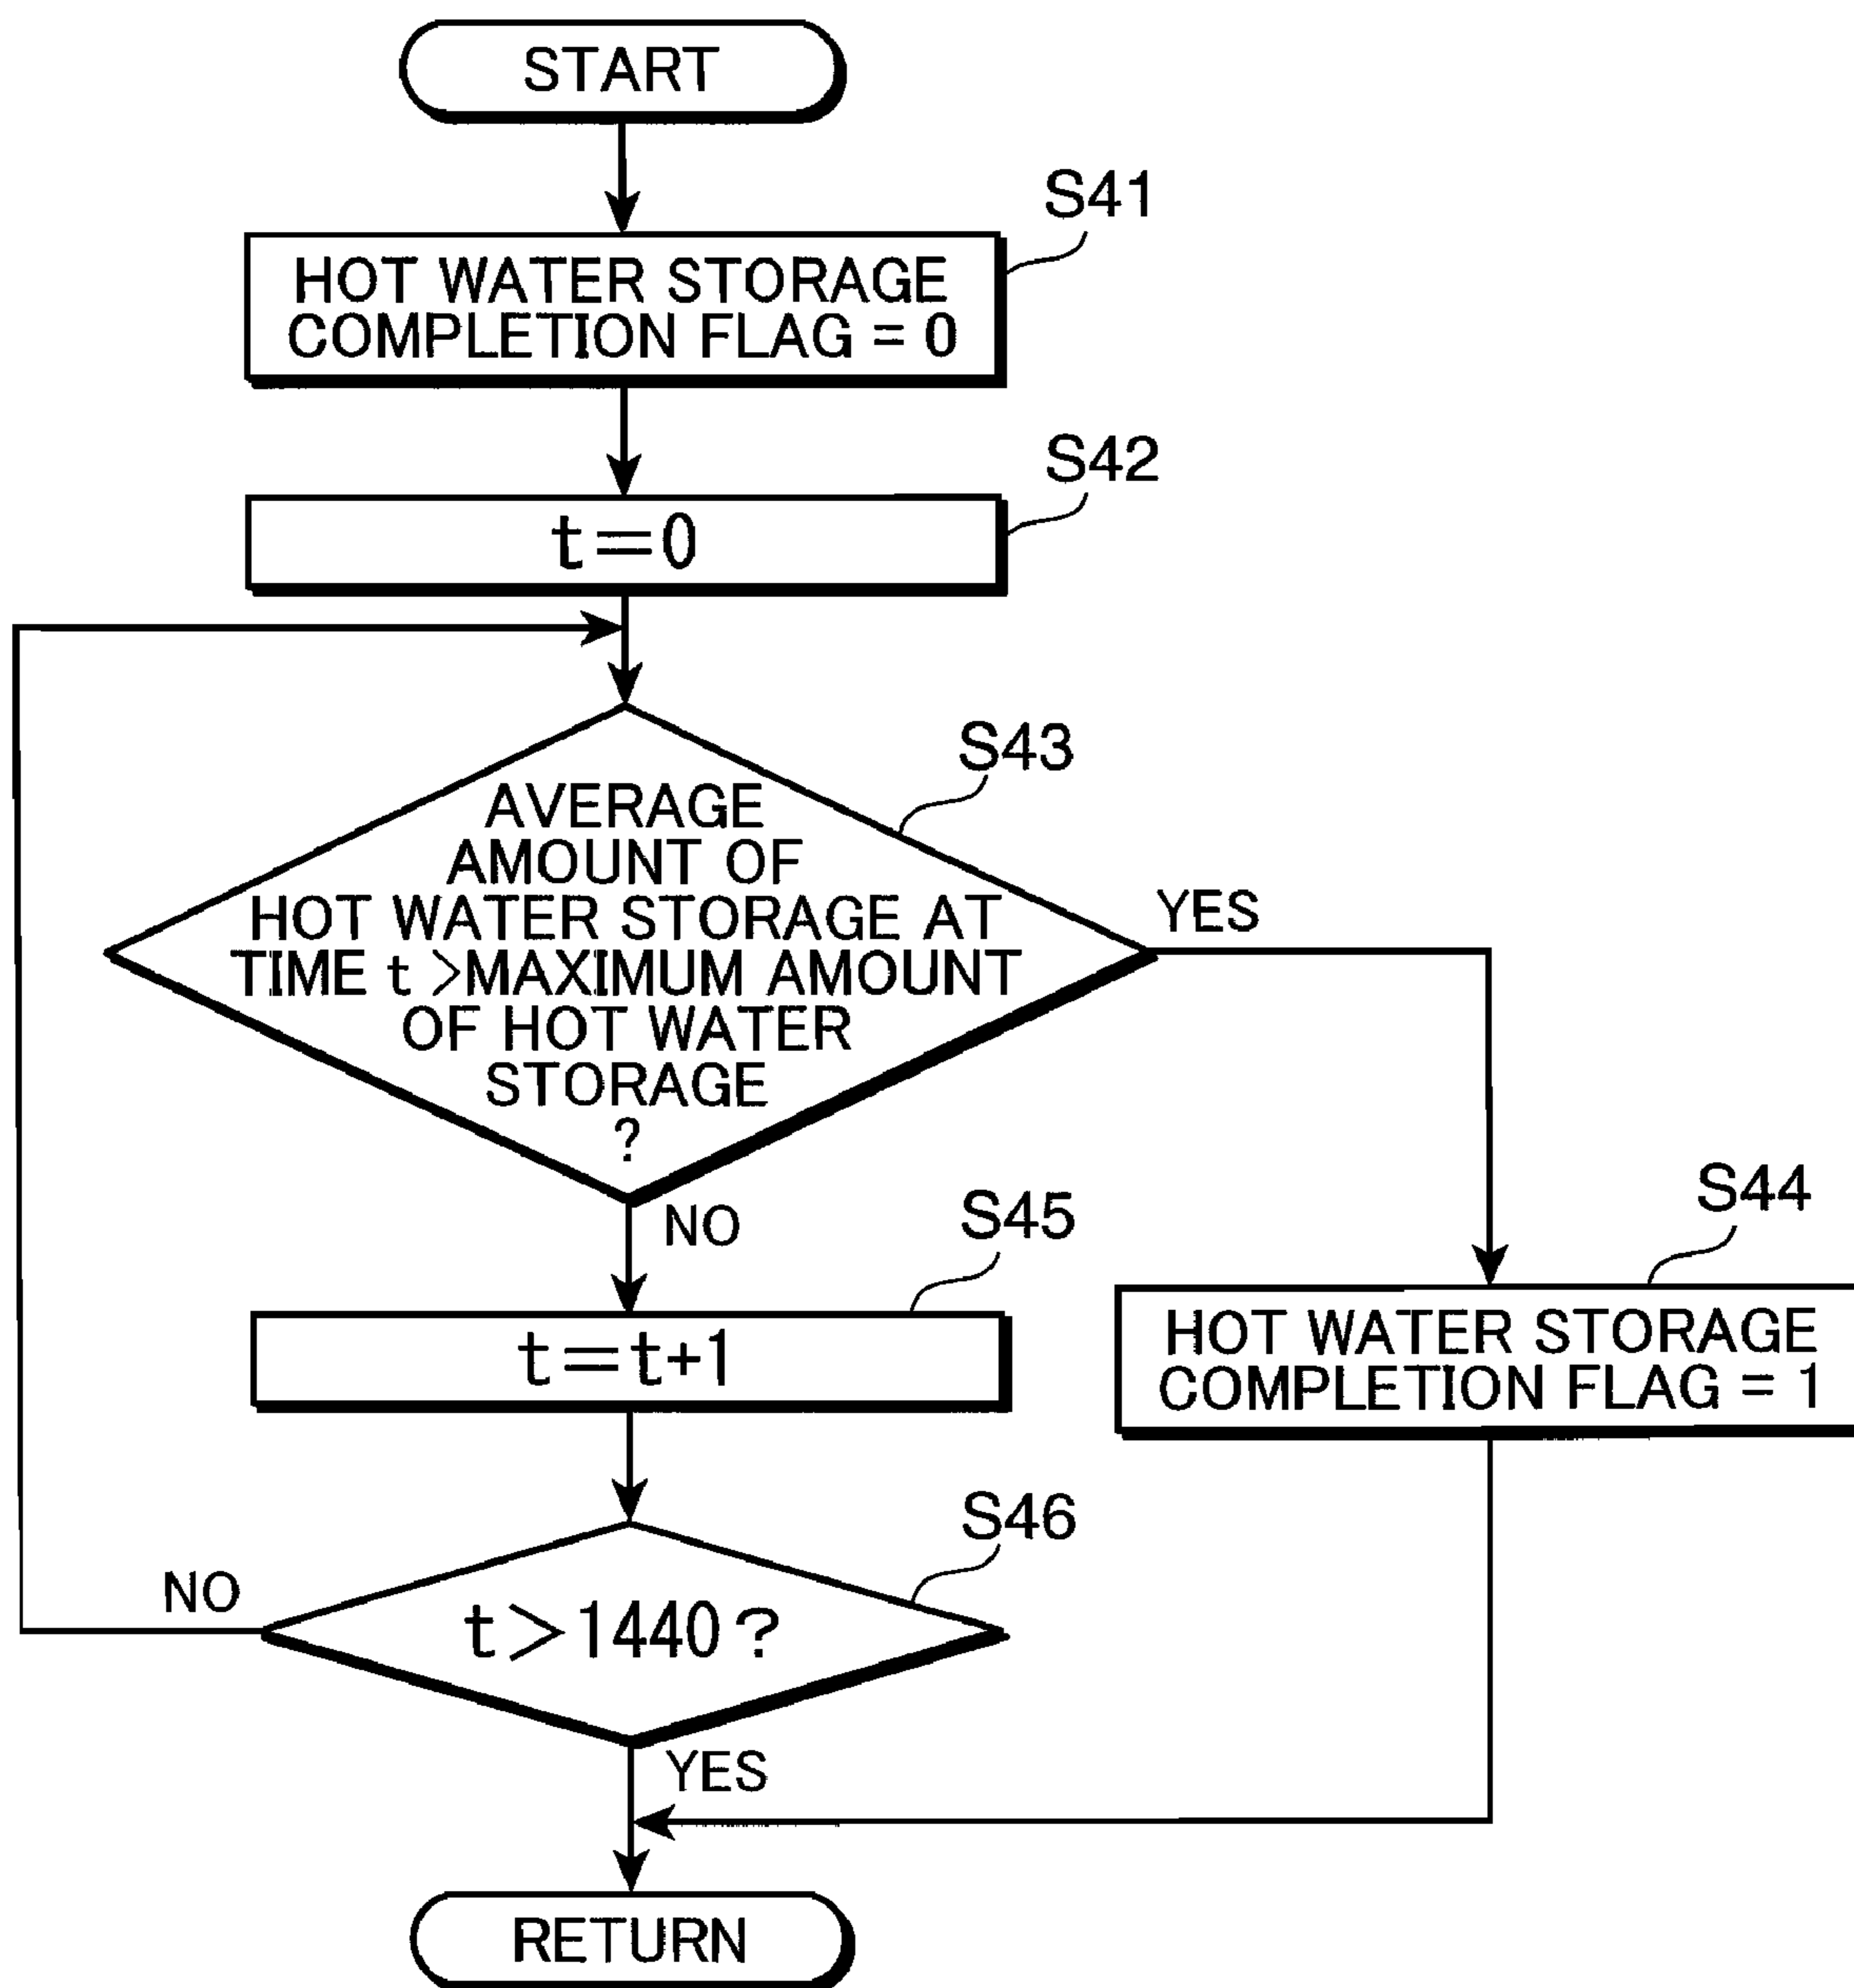 START
S41
HOT WATER STORAGE
COMPLETION FLAG = 0
S42
t=0
S43
AVERAGE
AMOUNT OF
HOT WATER STORAGE AT
TIME t >MAXIMUM AMOUNT
OF HOT WATER
STORAGE
?
YES
NO
S45
t=t+1
S44
HOT WATER STORAGE
COMPLETION FLAG = 1
S46
t>1440?
NO
YES
RETURN